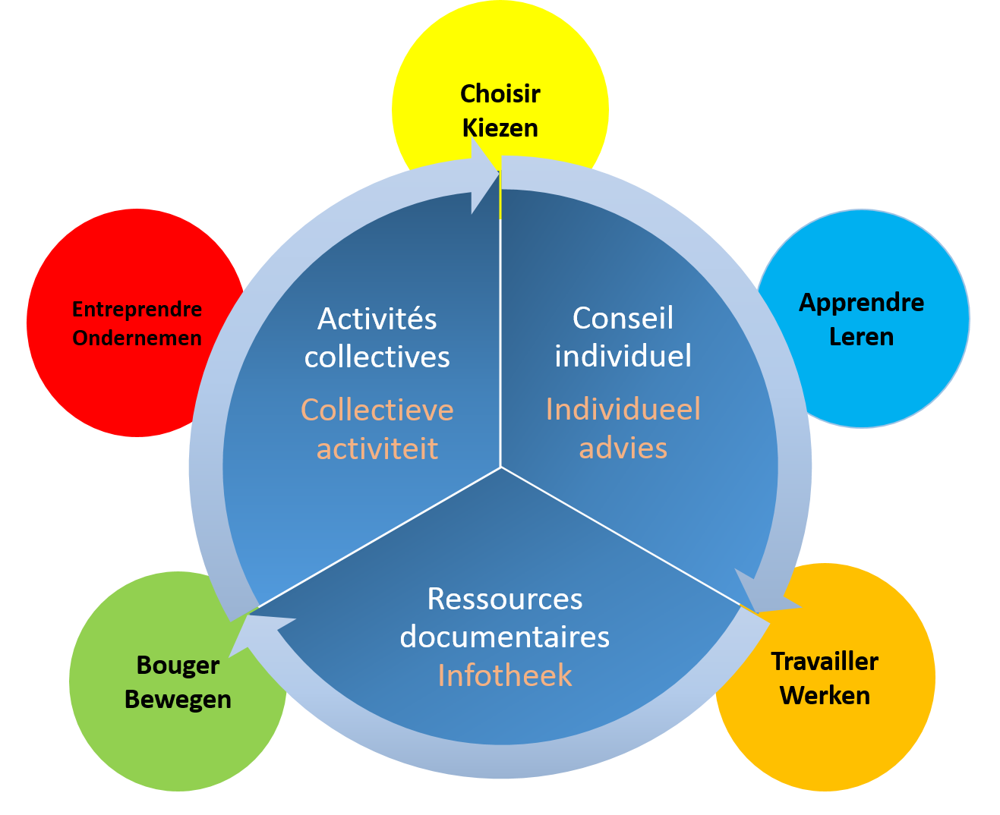 Choisir
Kiezen
Entreprendre
Ondernemen
Apprendre
Leren
Activités
collectives
Collectieve
activiteit
Conseil
individuel
Individueel
advies
Ressources
documentaires
Infotheek
Bouger
Bewegen
Travailler
Werken